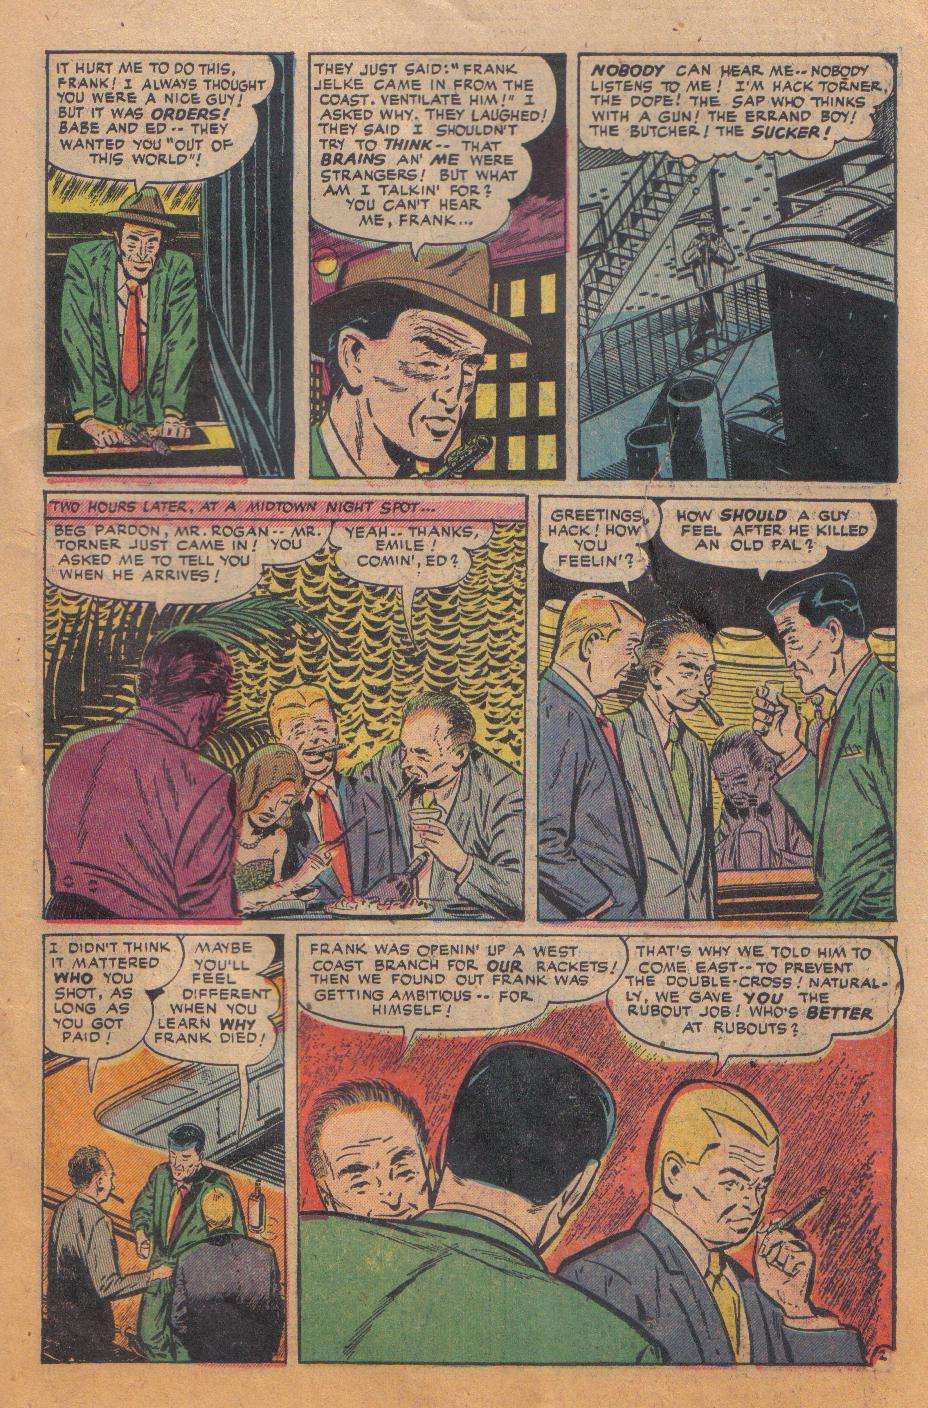 IT HURT ME TO DO THIS,
FRANK! I ALWAYS THOUGHT
YOU WERE A NICE GUY!
BUT IT WAS ORDERS!
BABE AND ED-- THEY
WANTED YOU "OUT OF
THIS WORLD"!
THEY JUST SAID: "FRANK
JELKE CAME IN FROM THE
COAST. VENTILATE HIM!" I
ASKED WHY. THEY LAUGHED!
THEY SAID I SHOULDN'T
TRY TO THINK-- THAT
BRAINS AN' ME WERE
STRANGERS! BUT WHAT
AM I TALKIN' FOR?
YOU CAN'T HEAR
ME, FRANK...
NOBODY CAN HEAR ME-- NOBODY
LISTENS TO ME! I'M HACK TORNER,
THE DOPE! THE SAP WHO THINKS
WITH A GUN! THE ERRAND BOY!
THE BUTCHER! THE SUCKER!
TWO HOURS LATER, AT A MIDTOWN NIGHT SPOT...
BEG PARDON, MR. ROGAN-- MR.
TORNER JUST CAME IN! YOU
ASKED ME TO TELL YOU
WHEN HE ARRIVES!
YEAH-- THANKS,
EMILE!
COMIN', ED?
GREETINGS,
HACK! HOW
YOU
FEELIN'?
HOW SHOULD A GUY
FEEL AFTER HE KILLED
AN OLD PAL?
I DIDN'T THINK
IT MATTERED
WHO YOU
SHOT, AS
LONG AS
YOU GOT
PAID!
MAYBE
YOU'LL
FEEL
DIFFERENT
WHEN YOU
LEARN WHY
FRANK DIED!
FRANK WAS OPENIN' UP A WEST
COAST BRANCH FOR OUR RACKETS!
THEN WE FOUND OUT FRANK WAS
GETTING AMBITIOUS-- FOR
HIMSELF!
THAT'S WHY WE TOLD HIM TO
COME EAST-- TO PREVENT
THE DOUBLE-CROSS! NATURAL-
LY, WE GAVE YOU THE
RUBOUT JOB! WHO'S BETTER
AT RUBOUTS?
2